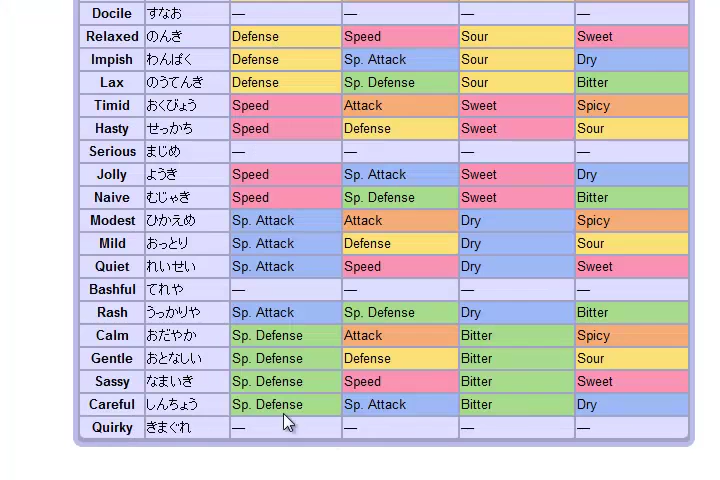 Docile すなお — — — —
Relaxed のんき Defense Speed Sour Sweet
Impish わんぱく Defense Sp. Attack Sour Dry
Lax のうてんき Defense Sp. Defense Sour Bitter
Timid おくびょう Speed Attack Sweet Spicy
Hasty せっかち Speed Defense Sweet Sour
Serious まじめ — — — —
Jolly ようき Speed Sp. Attack Sweet Dry
Naive むじゃき Speed Sp. Defense Sweet Bitter
Modest ひかえめ Sp. Attack Attack Dry Spicy
Mild おっとり Sp. Attack Defense Dry Sour
Quiet れいせい Sp. Attack Speed Dry Sweet
Bashful てれや — — — —
Rash うっかりや Sp. Attack Sp. Defense Dry Bitter
Calm おだやか Sp. Defense Attack Bitter Spicy
Gentle おとなしい Sp. Defense Defense Bitter Sour
Sassy なまいき Sp. Defense Speed Bitter Sweet
Careful しんちょう Sp. Defense Sp. Attack Bitter Dry
Quirky きまぐれ — — — —